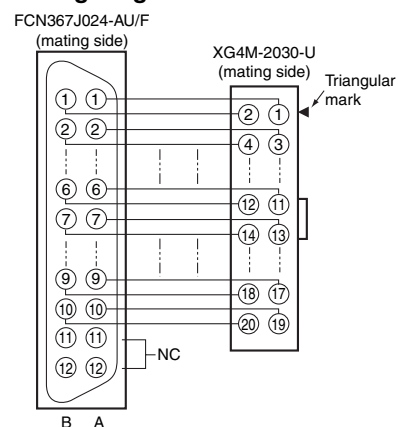 FCN367J024-AU/F
(mating side)
XG4M-2030-U
(mating side)
Triangular
mark
1 1
2 1
2 2
4 3
6 6
12 11
7 7
14 13
9 9
18 17
10 10
20 19
11 11
NC
12 12
B A